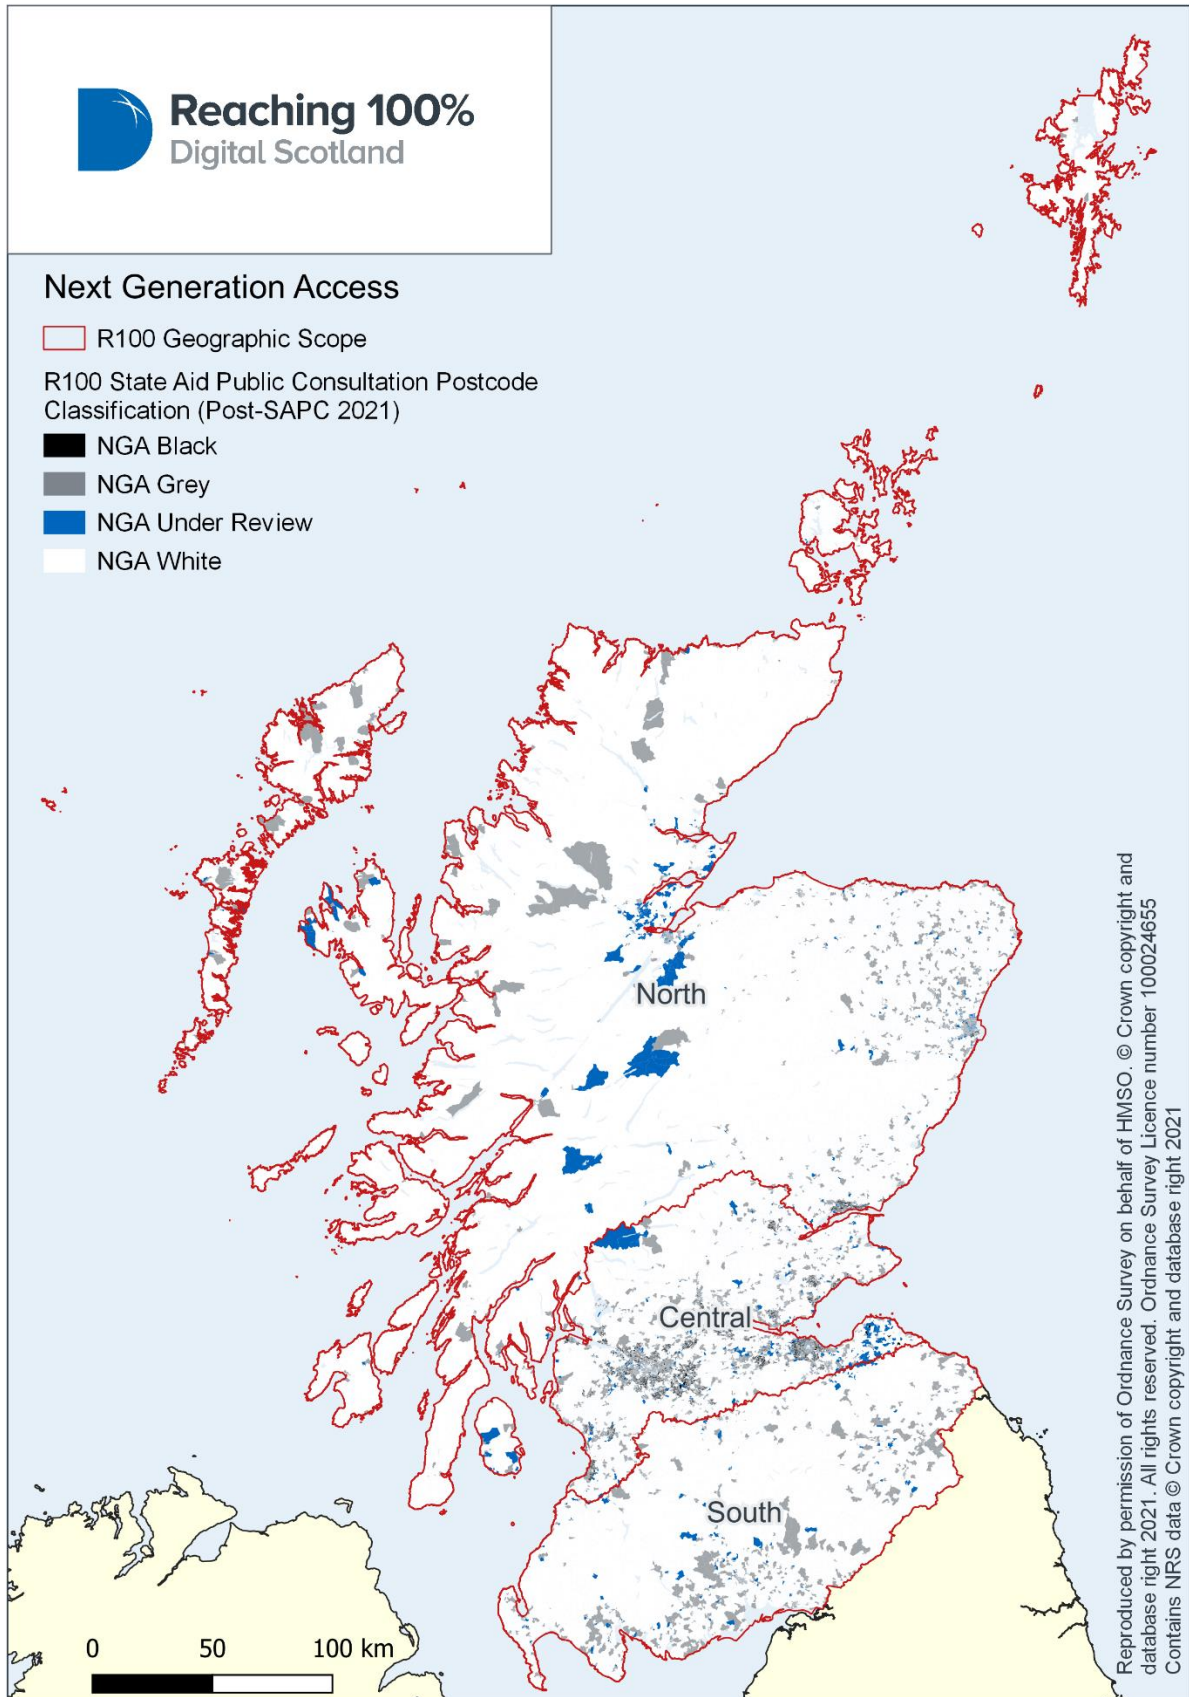 Reaching 100%
Digital Scotland
Next Generation Access
R100 Geographic Scope
R100 State Aid Public Consultation Postcode
Classification (Post-SAPC 2021)
NGA Black
NGA Grey
NGA Under Review
NGA White
North
Central
South
0 50 100 km
Reproduced by permission of Ordnance Survey on behalf of HMSO. © Crown copyright and
database right 2021. All rights reserved. Ordnance Survey Licence number 100024655
Contains NRS data © Crown copyright and database right 2021